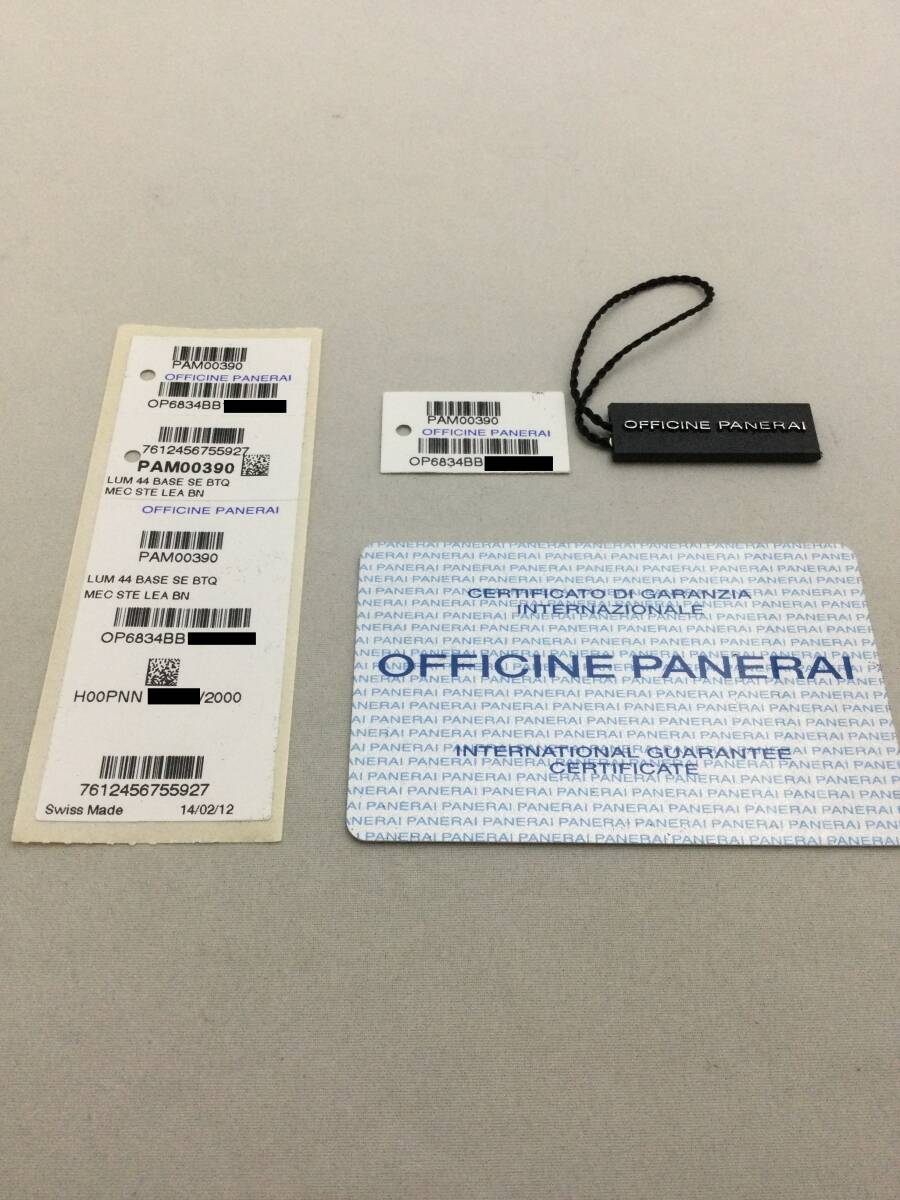 PAM00390
OFFICINE PANERAI
OP6834BB
7612456755927
PAM00390
LUM 44 BASE SE BTQ
MEC STE LEA BN
OFFICINE PANERAI
PAM00390
LUM 44 BASE SE BTQ
MEC STE LEA BN
OP6834BB
H00PNN /2000
7612456755927
Swiss Made 14/02/12
PAM00390
OFFICINE PANERAI
OP6834BB
OFFICINE PANERAI
CERTIFICATO DI GARANZIA
INTERNAZIONALE
OFFICINE PANERAI
INTERNATIONAL GUARANTEE
CERTIFICATE